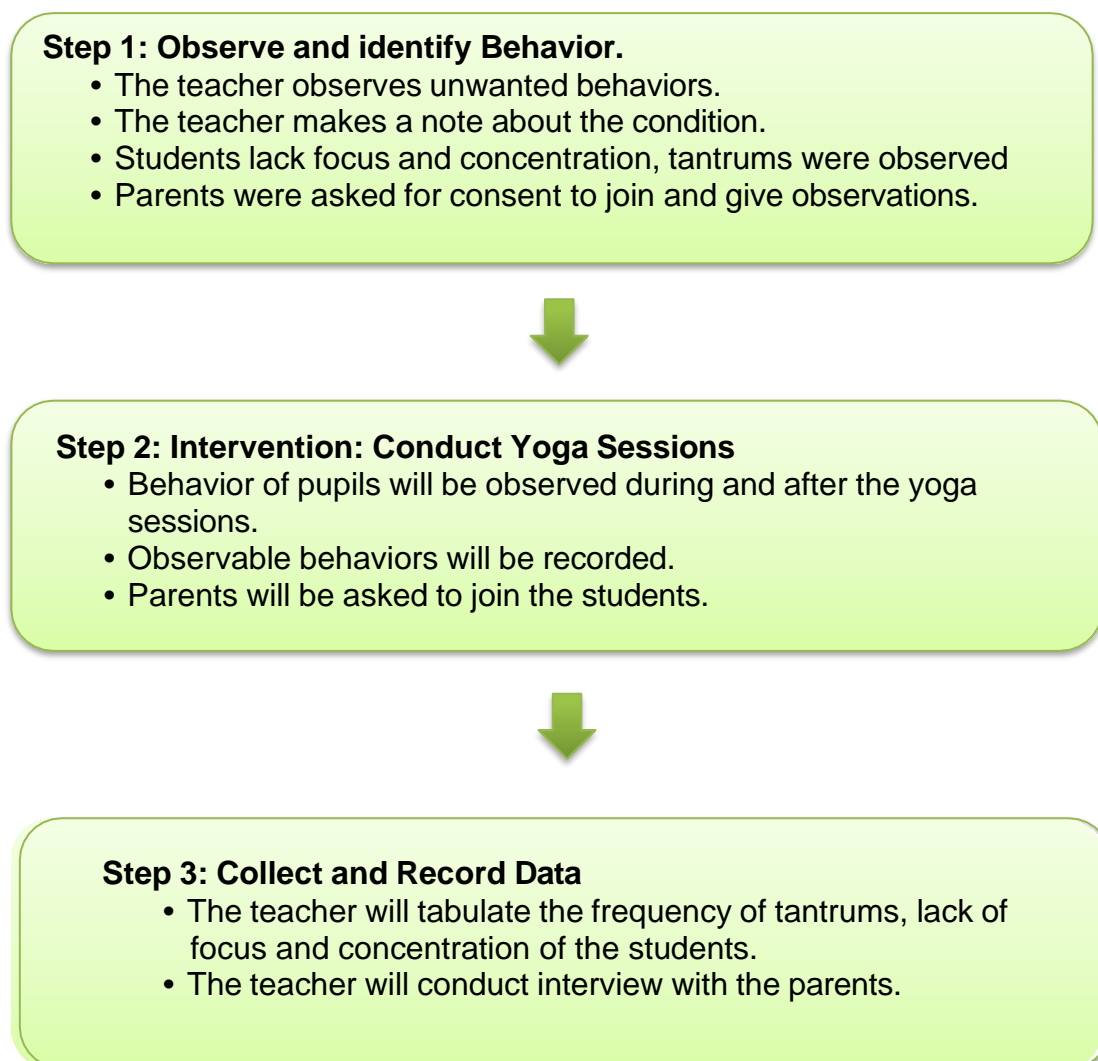 Step 1: Observe and identify Behavior.
• The teacher observes unwanted behaviors.
• The teacher makes a note about the condition.
• Students lack focus and concentration, tantrums were observed
• Parents were asked for consent to join and give observations.
Step 2: Intervention: Conduct Yoga Sessions
• Behavior of pupils will be observed during and after the yoga
sessions.
• Observable behaviors will be recorded.
• Parents will be asked to join the students.
Step 3: Collect and Record Data
• The teacher will tabulate the frequency of tantrums, lack of
focus and concentration of the students.
• The teacher will conduct interview with the parents.